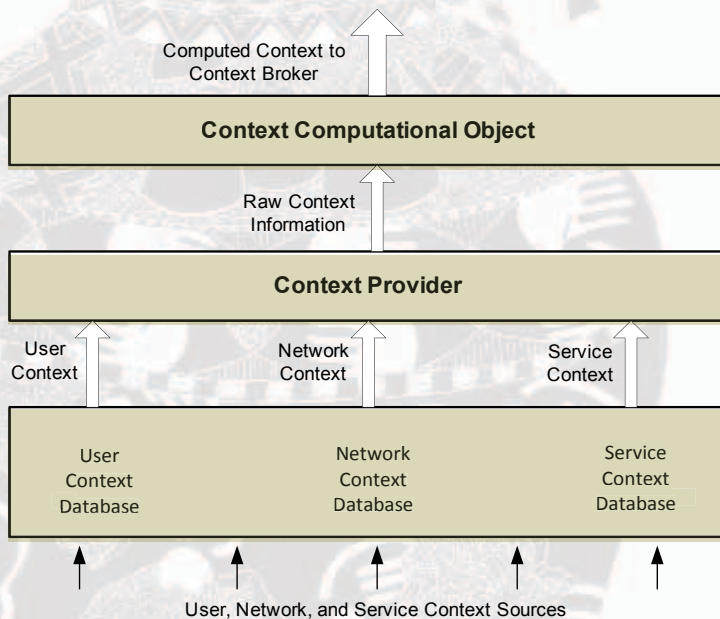 Computed Context to
Context Broker
Context Computational Object
Raw Context
Information
Context Provider
User
Context
Network
Context
Service
Context
User
Context
Database
Network
Context
Database
Service
Context
Database
User, Network, and Service Context Sources